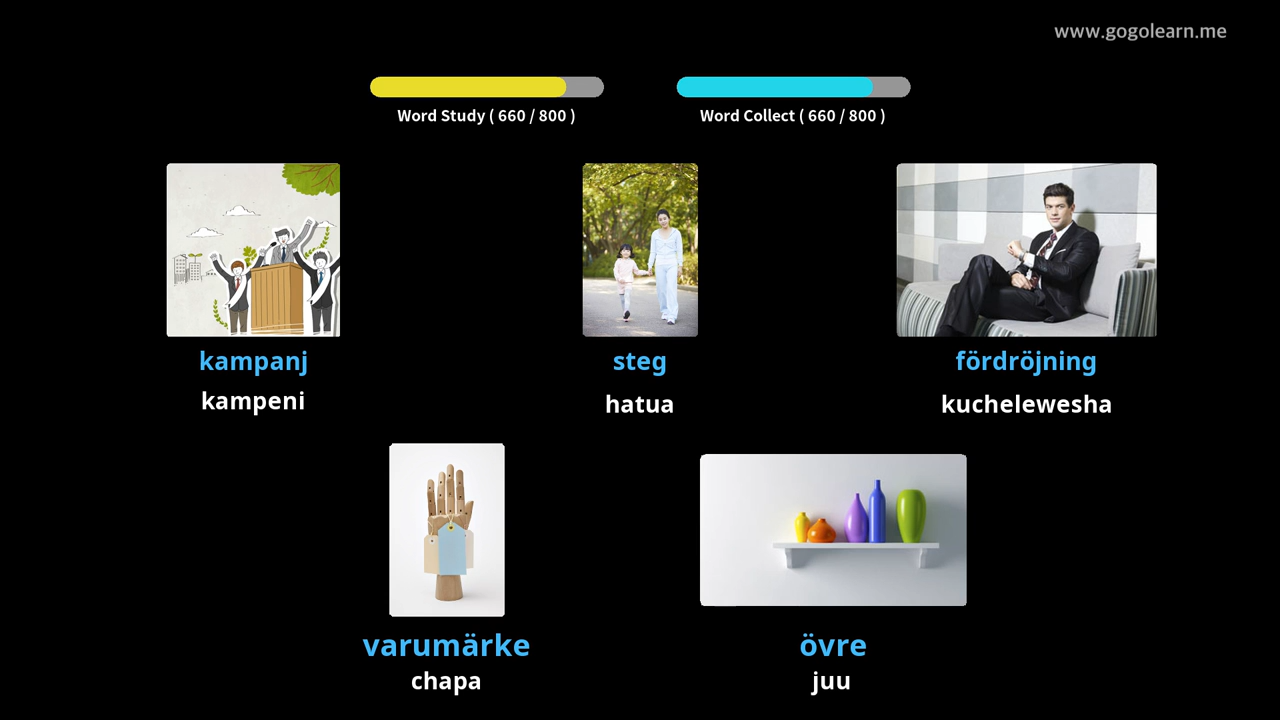 www.gogolearn.me
Word Study ( 660 / 800 )
Word Collect ( 660 / 800 )
kampanj
kampeni
steg
hatua
fördröjning
kuchelewesha
varumärke
chapa
övre
juu